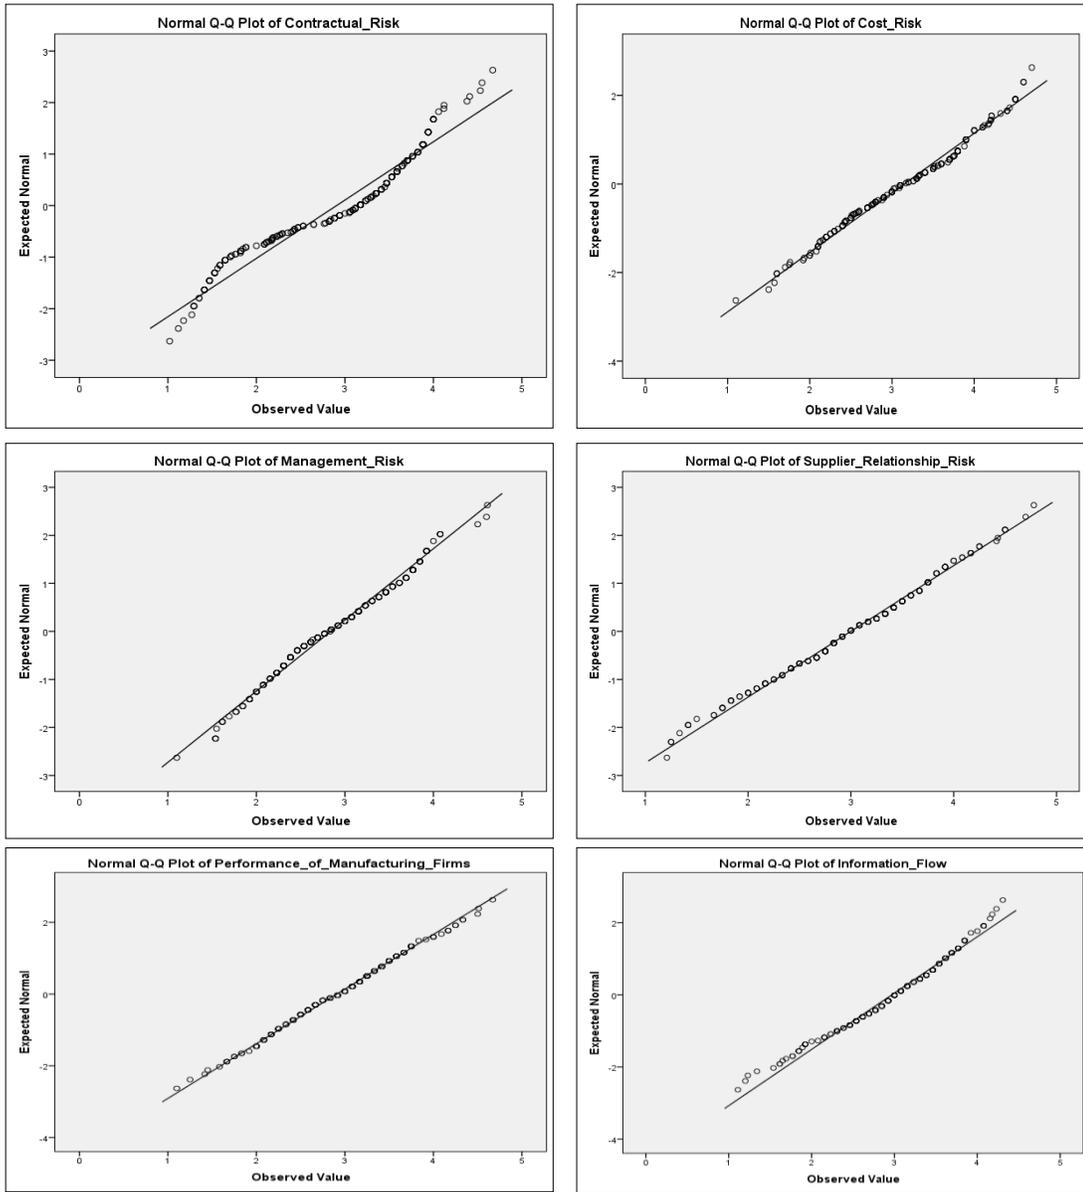 Normal Q-Q Plot of Contractual_Risk
3
2
1
0
-1
-2
-3
Expected Normal
0 1 2 3 4 5
Observed Value
Normal Q-Q Plot of Cost_Risk
2
0
-2
-4
Expected Normal
0 1 2 3 4 5
Observed Value
Normal Q-Q Plot of Management_Risk
3
2
1
0
-1
-2
-3
Expected Normal
0 1 2 3 4 5
Observed Value
Normal Q-Q Plot of Supplier_Relationship_Risk
3
2
1
0
-1
-2
-3
Expected Normal
1 2 3 4 5
Observed Value
Normal Q-Q Plot of Performance_of_Manufacturing_Firms
2
0
-2
-4
Expected Normal
0 1 2 3 4 5
Observed Value
Normal Q-Q Plot of Information_Flow
2
0
-2
-4
Expected Normal
0 1 2 3 4 5
Observed Value